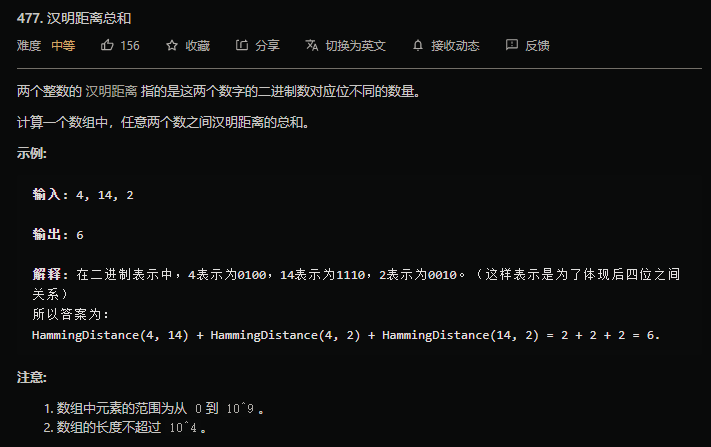 477. 汉明距离总和
难度 中等 156 收藏 分享 切换为英文 接收动态 反馈
两个整数的 汉明距离 指的是这两个数字的二进制数对应位不同的数量。
计算一个数组中，任意两个数之间汉明距离的总和。
示例:
输入: 4, 14, 2
输出: 6
解释: 在二进制表示中，4表示为0100，14表示为1110，2表示为0010。（这样表示是为了体现后四位之间
关系）
所以答案为：
HammingDistance(4, 14) + HammingDistance(4, 2) + HammingDistance(14, 2) = 2 + 2 + 2 = 6.
注意:
1. 数组中元素的范围为从 0 到 10^9 。
2. 数组的长度不超过 10^4 。